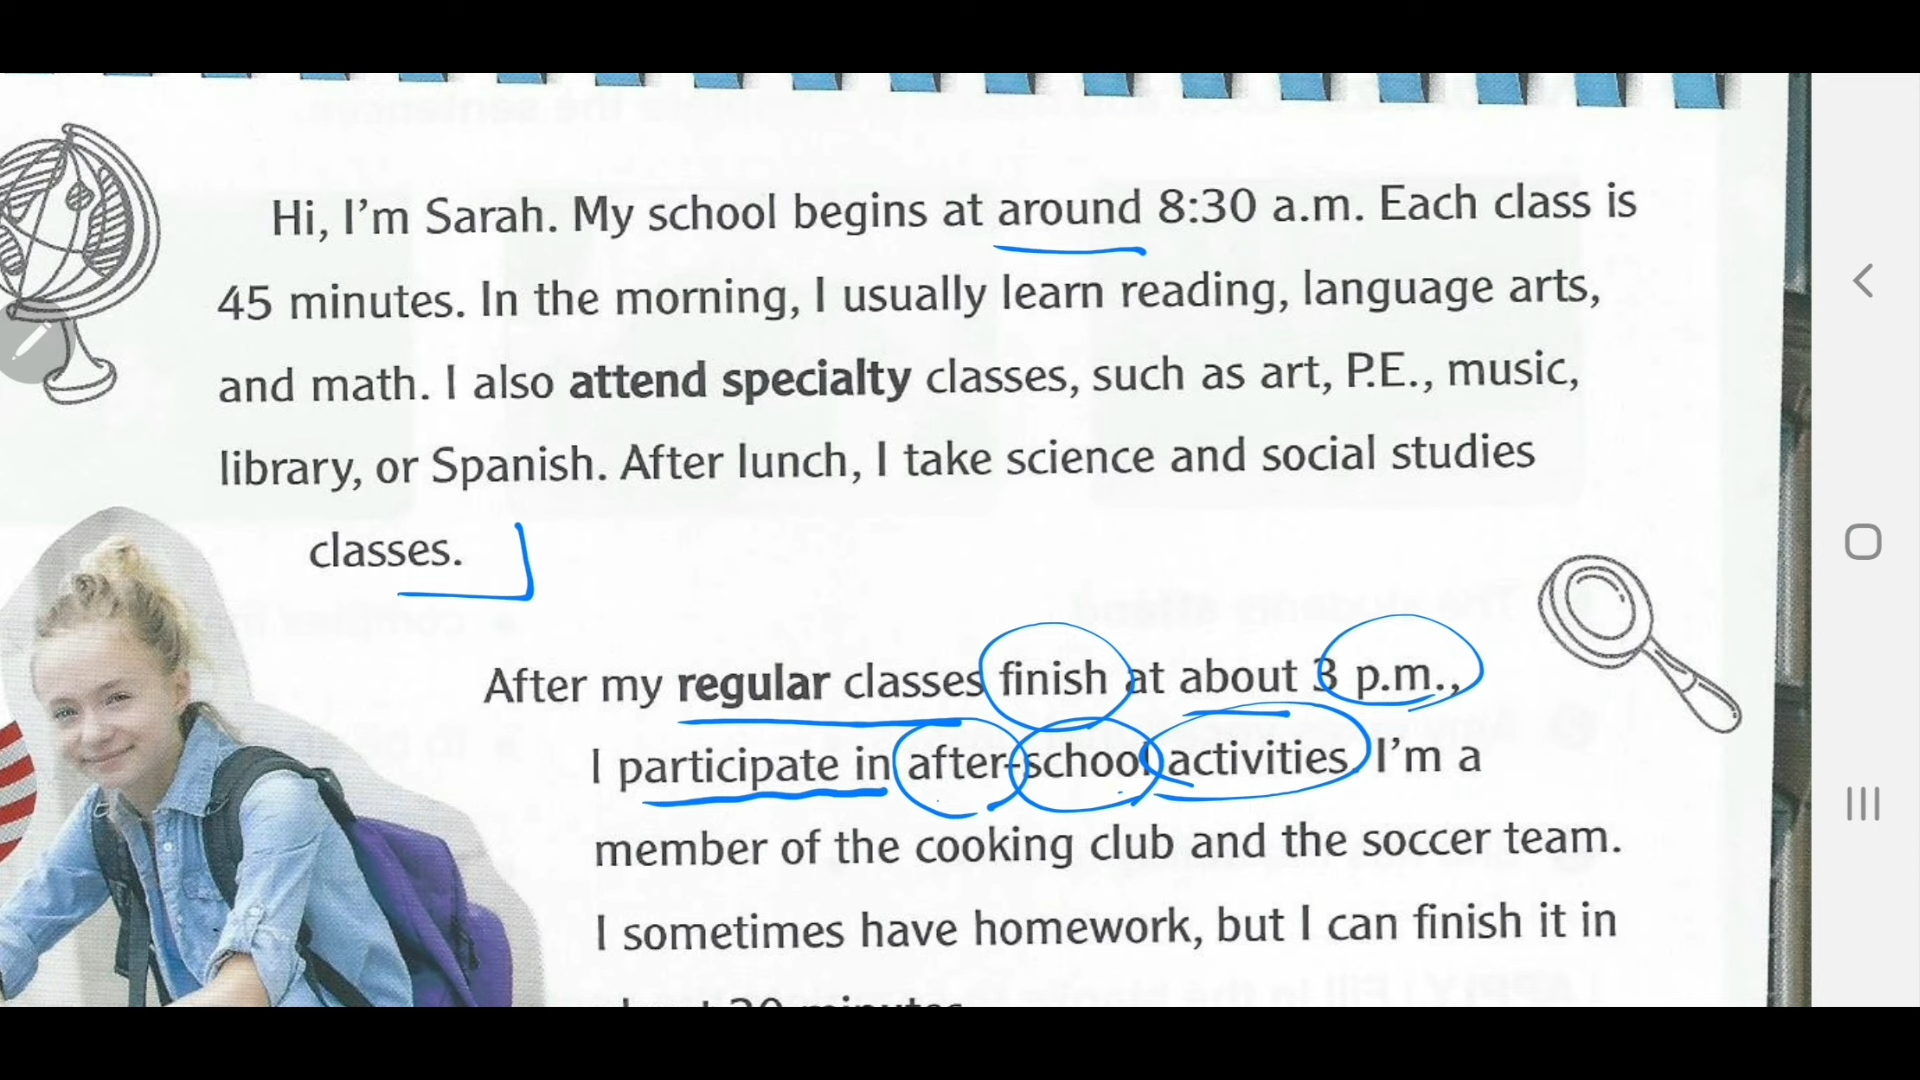 Hi, I'm Sarah. My school begins at around 8:30 a.m. Each class is
45 minutes. In the morning, I usually learn reading, language arts,
and math. I also attend specialty classes, such as art, P.E., music,
library, or Spanish. After lunch, I take science and social studies
classes.
After my regular classes finish at about 3 p.m.,
I participate in after-school activities. I'm a
member of the cooking club and the soccer team.
I sometimes have homework, but I can finish it in